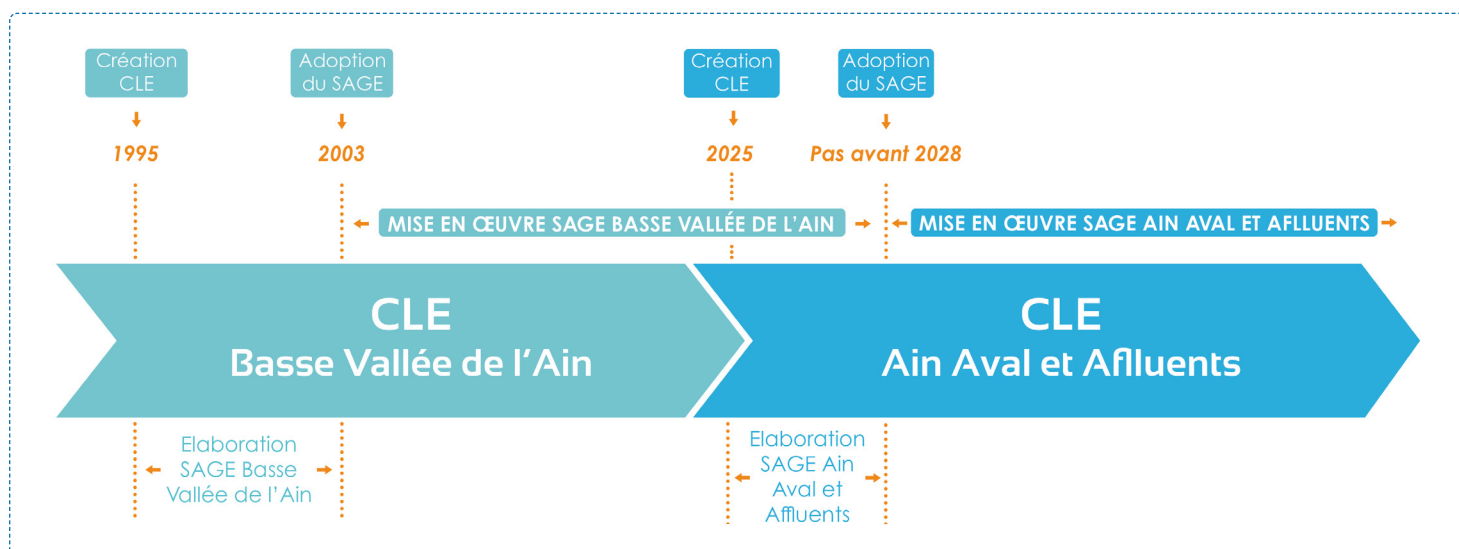 Création
CLE
Adoption
du SAGE
Création
CLE
Adoption
du SAGE
1995
2003
2025
Pas avant 2028
MISE EN ŒUVRE SAGE BASSE VALLÉE DE L'AIN
MISE EN ŒUVRE SAGE AIN AVAL ET AFLLUENTS
CLE
Basse Vallée de l'Ain
CLE
Ain Aval et Aflluents
Elaboration
SAGE Basse
Vallée de l'Ain
Elaboration
SAGE Ain
Aval et
Affluents